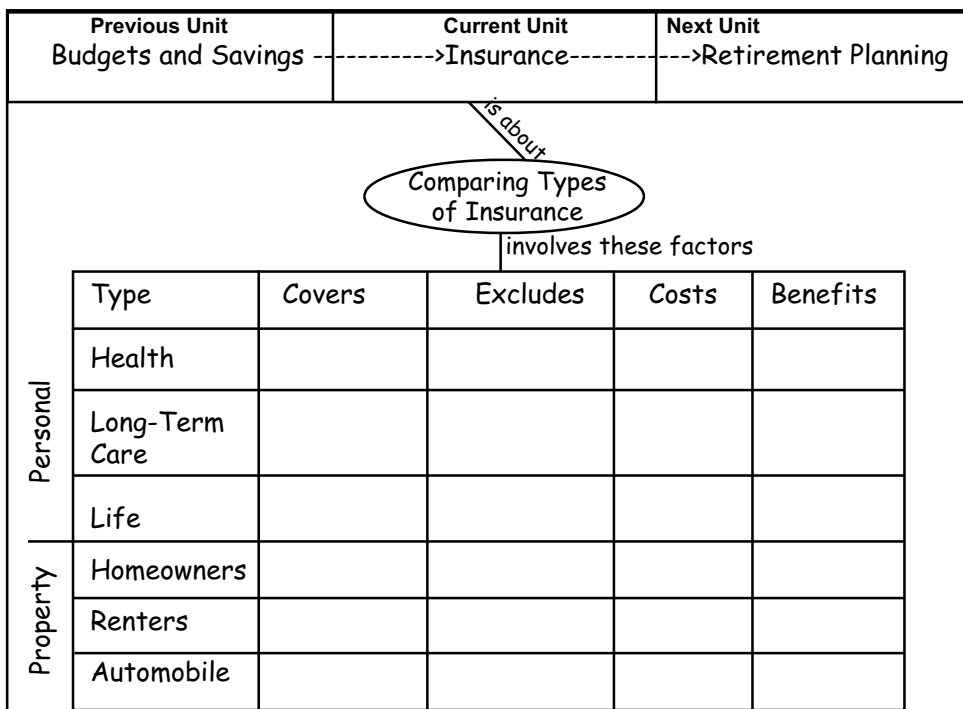 Previous Unit Current Unit Next Unit
Budgets and Savings ----------->Insurance----------->Retirement Planning
is about
Comparing Types
of Insurance
involves these factors
Type Covers Excludes Costs Benefits
Personal
Health
Long-Term
Care
Life
Property
Homeowners
Renters
Automobile